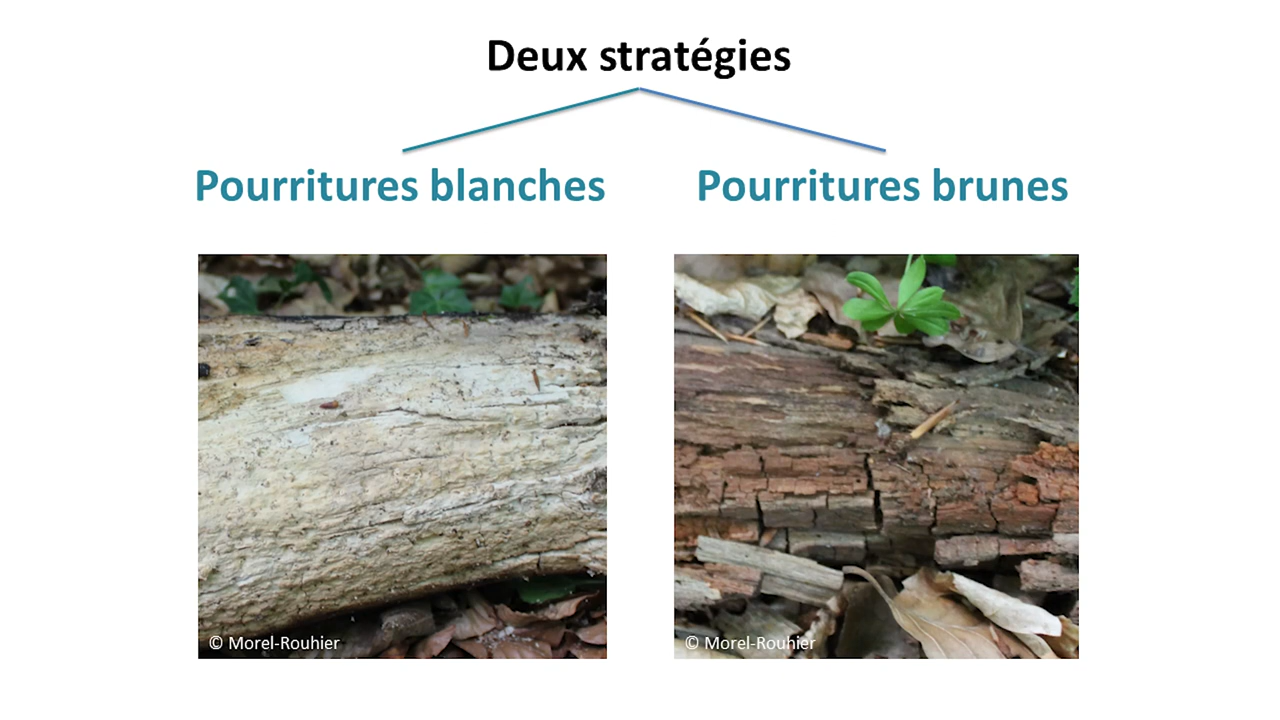 Deux stratégies
Pourritures blanches
Pourritures brunes
© Morel-Rouhier
© Morel-Rouhier